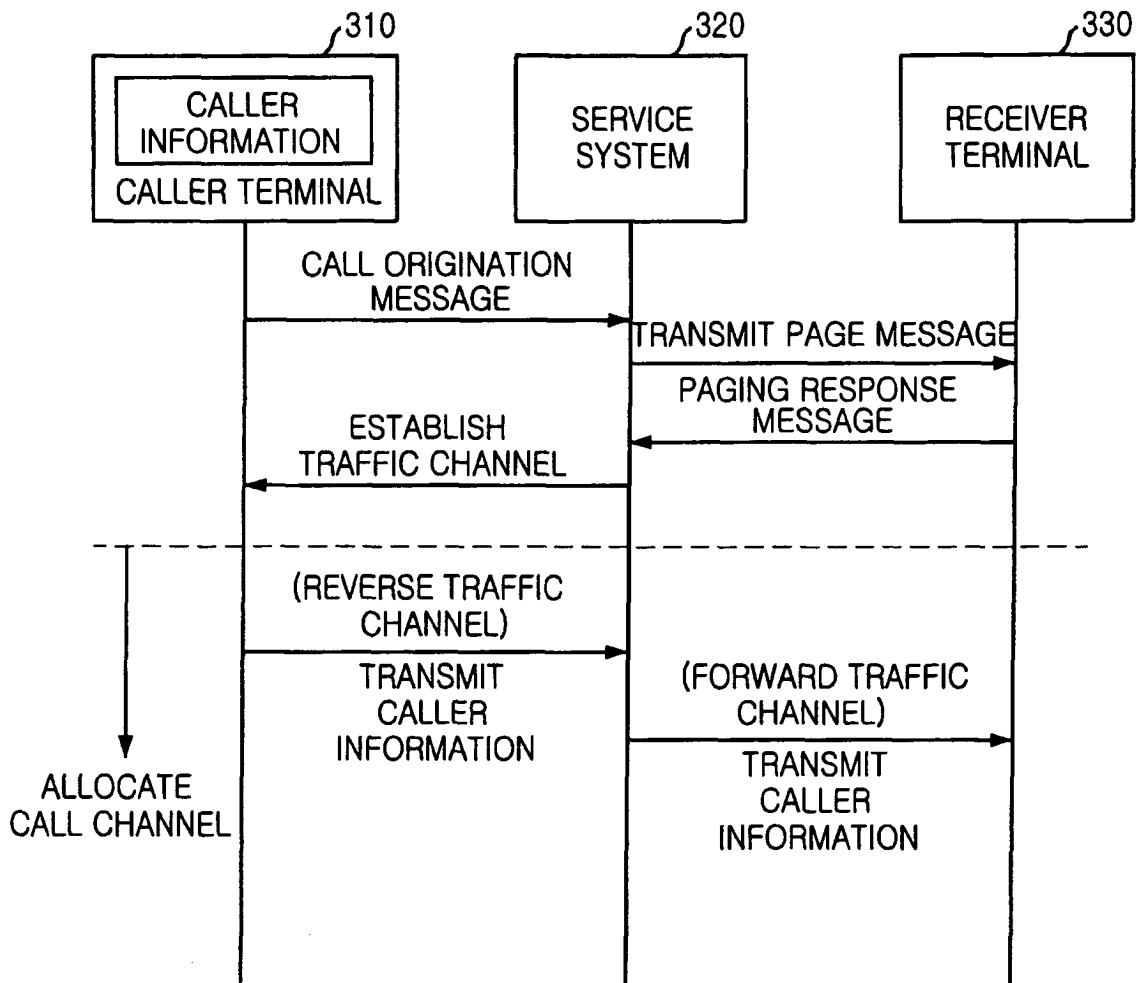 310
320
330
CALLER
INFORMATION
CALLER TERMINAL
SERVICE
SYSTEM
RECEIVER
TERMINAL
CALL ORIGINATION
MESSAGE
TRANSMIT PAGE MESSAGE
PAGING RESPONSE
MESSAGE
ESTABLISH
TRAFFIC CHANNEL
(REVERSE TRAFFIC
CHANNEL)
TRANSMIT
CALLER
INFORMATION
(FORWARD TRAFFIC
CHANNEL)
TRANSMIT
CALLER
INFORMATION
ALLOCATE
CALL CHANNEL